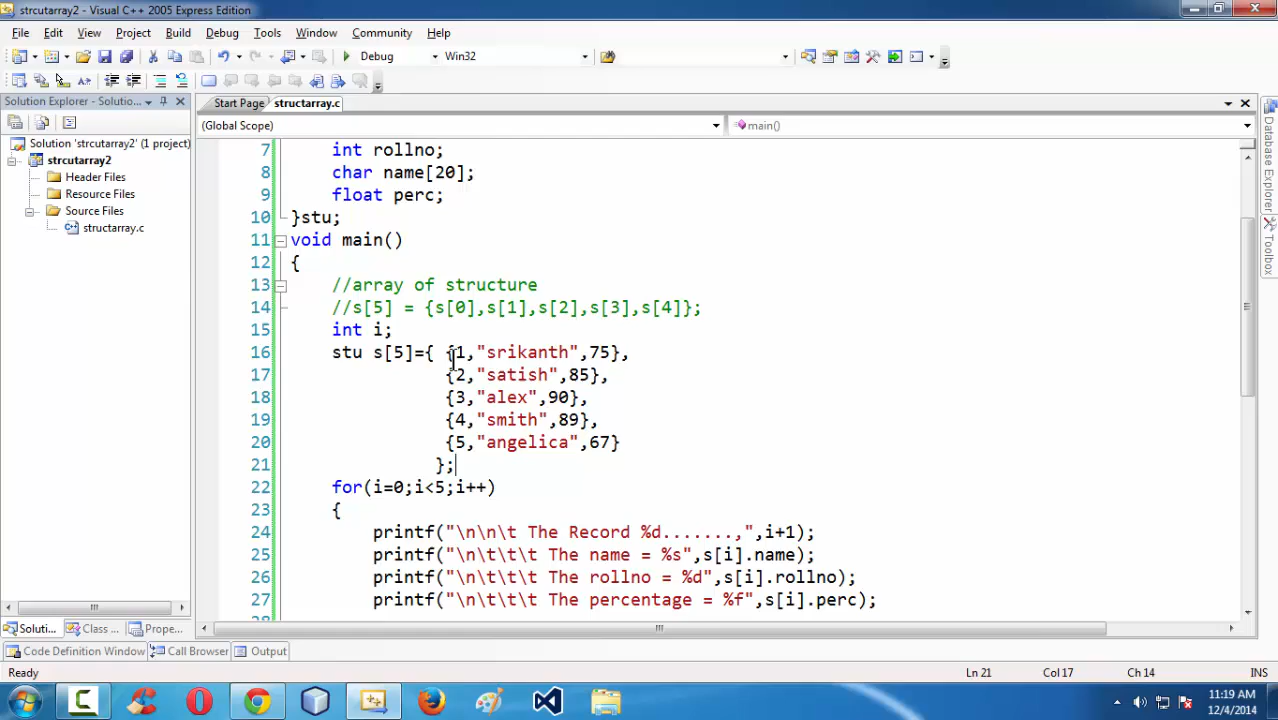 strcutarray2 - Visual C++ 2005 Express Edition
File Edit View Project Build Debug Tools Window Community Help
Debug Win32
Solution Explorer - Solutio...
Start Page structarray.c
(Global Scope) main()
Solution 'strcutarray2' (1 project)
strcutarray2
Header Files
Resource Files
Source Files
structarray.c
7 int rollno;
8 char name[20];
9 float perc;
10 }stu;
11 void main()
12 {
13 //array of structure
14 //s[5] = {s[0],s[1],s[2],s[3],s[4]};
15 int i;
16 stu s[5]={ {1,"srikanth",75},
17 {2,"satish",85},
18 {3,"alex",90},
19 {4,"smith",89},
20 {5,"angelica",67}
21 };
22 for(i=0;i<5;i++)
23 {
24 printf("\n\n\t The Record %d.......,",i+1);
25 printf("\n\t\t\t The name = %s",s[i].name);
26 printf("\n\t\t\t The rollno = %d",s[i].rollno);
27 printf("\n\t\t\t The percentage = %f",s[i].perc);
Database Explorer
Toolbox
Soluti... Class ... Prope...
Code Definition Window Call Browser Output
Ready Ln 21 Col 17 Ch 14 INS
11:19 AM
12/4/2014